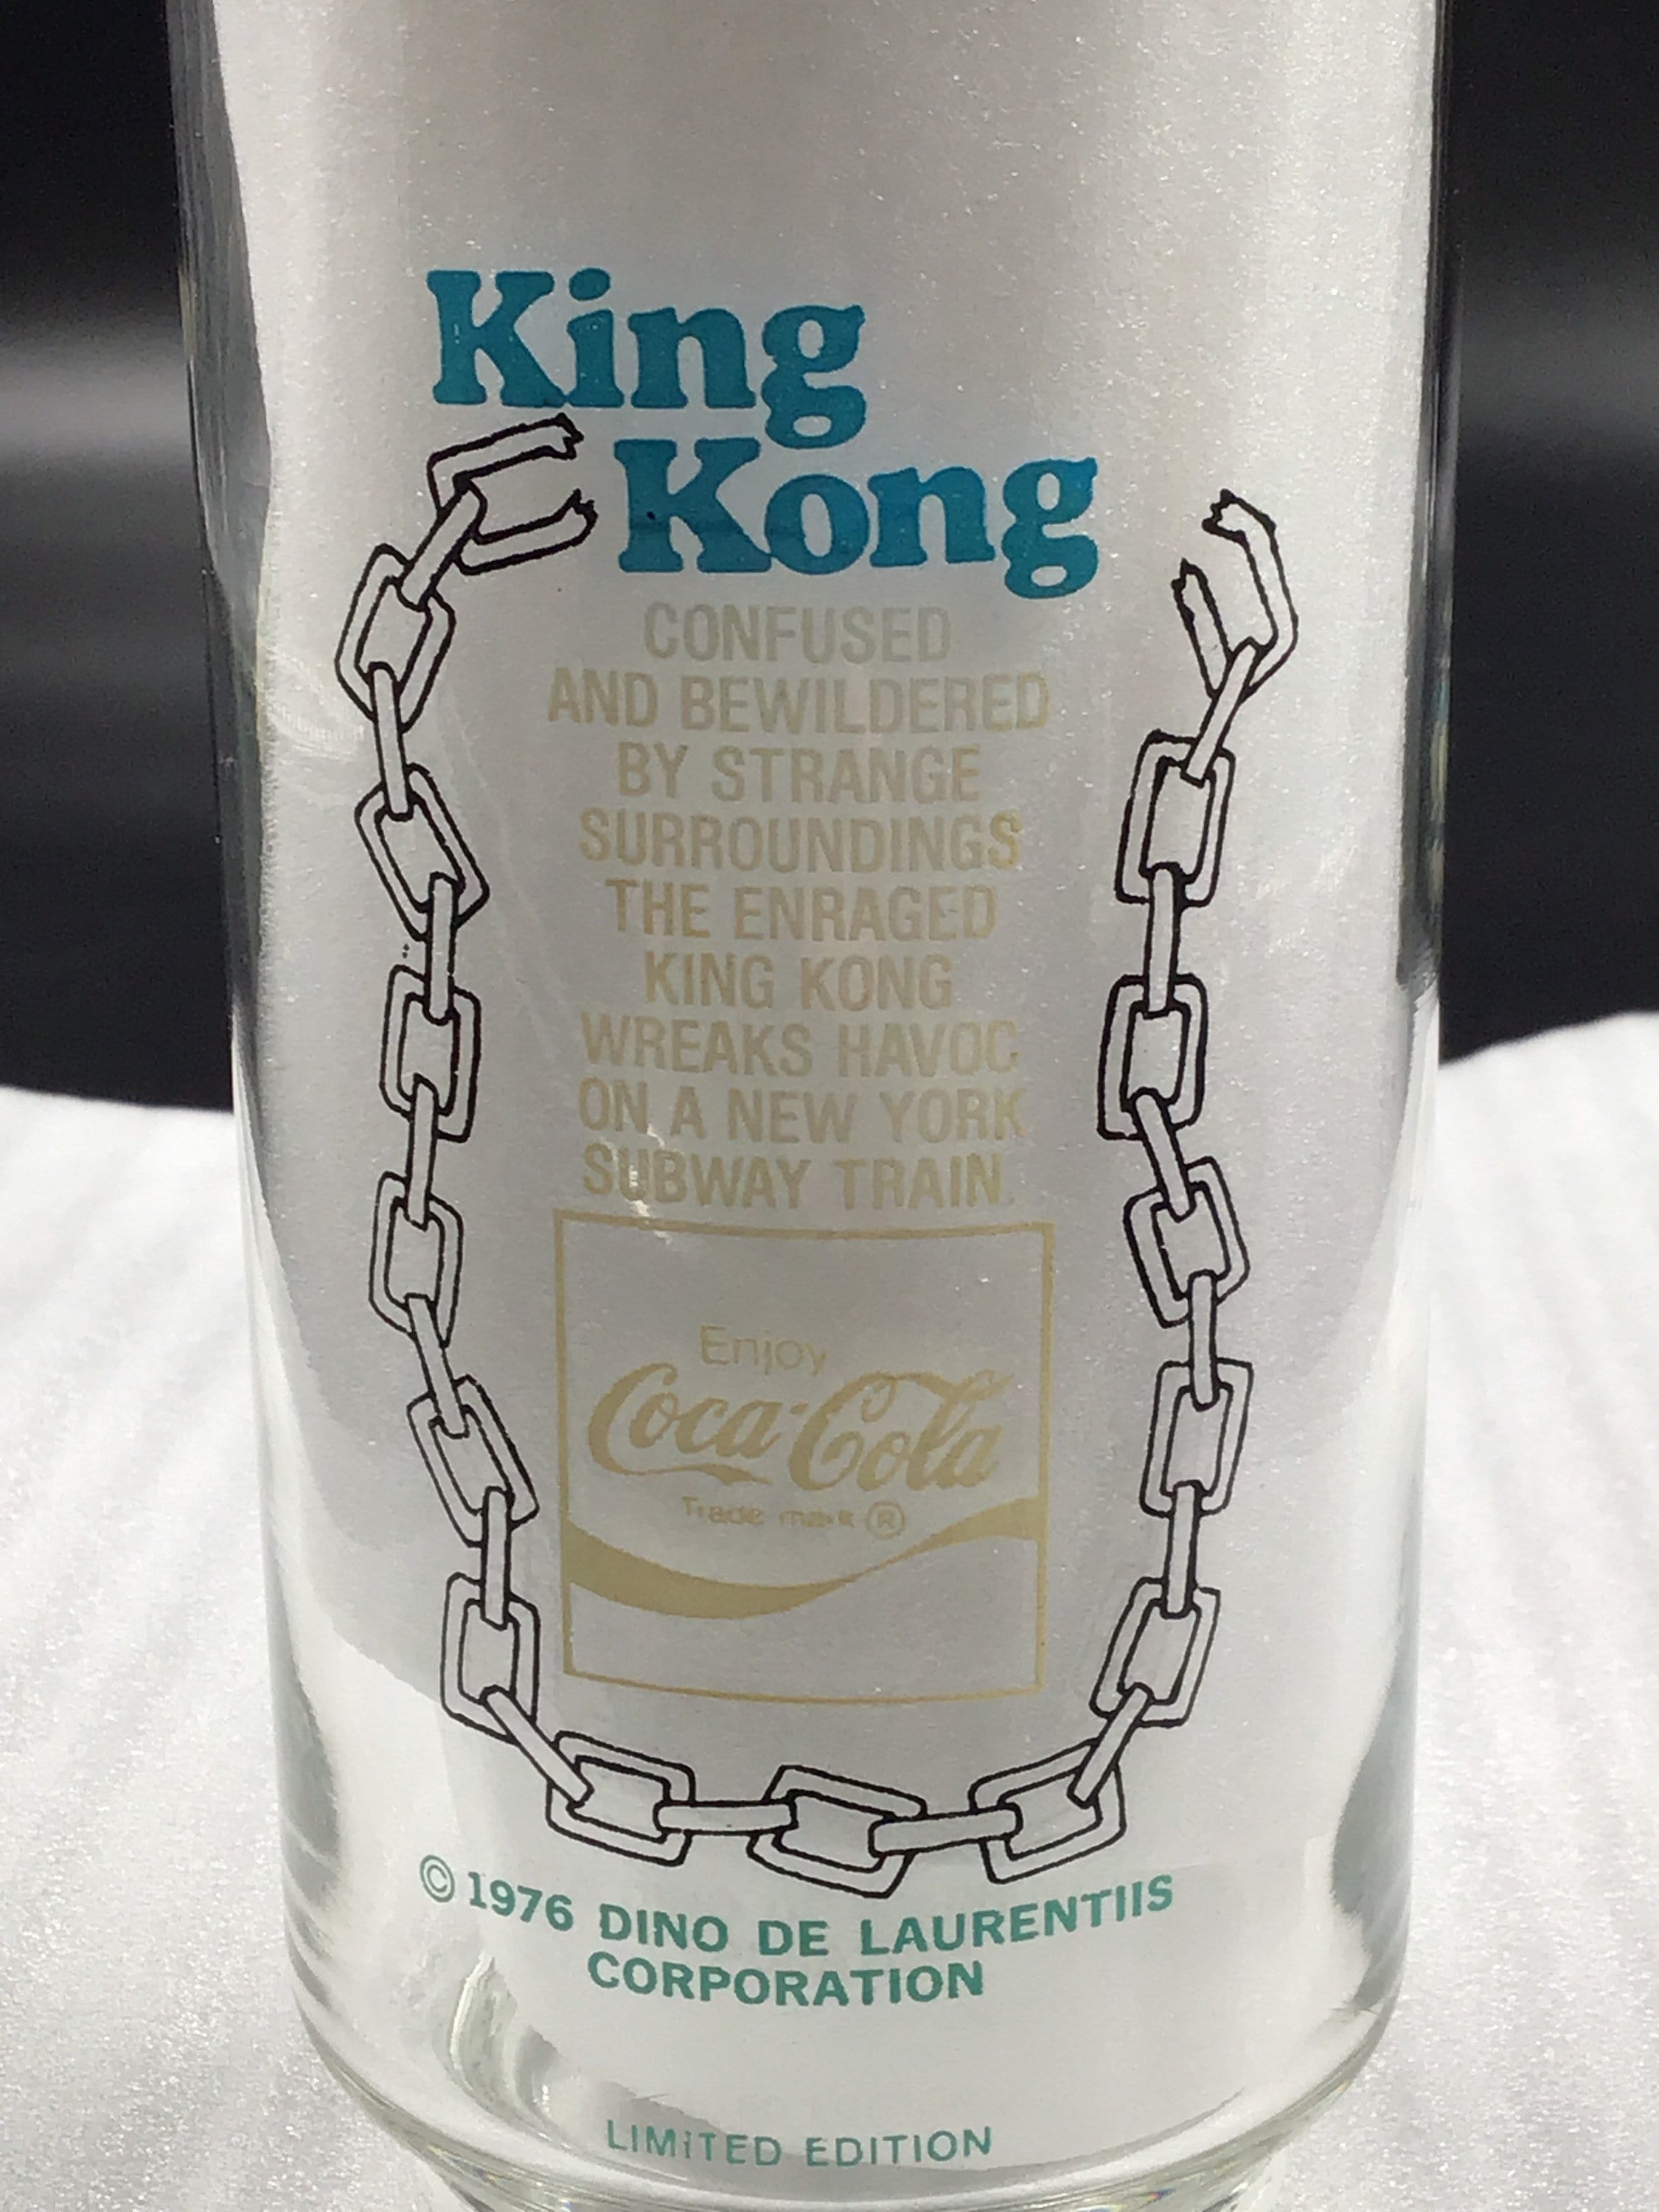 King
Kong
CONFUSED
AND BEWILDERED
BY STRANGE
SURROUNDINGS
THE ENRAGED
KING KONG
WREAKS HAVOC
ON A NEW YORK
SUBWAY TRAIN.
Enjoy
Coca-Cola
Trade mark ®
© 1976 DINO DE LAURENTIIS
CORPORATION
LIMITED EDITION